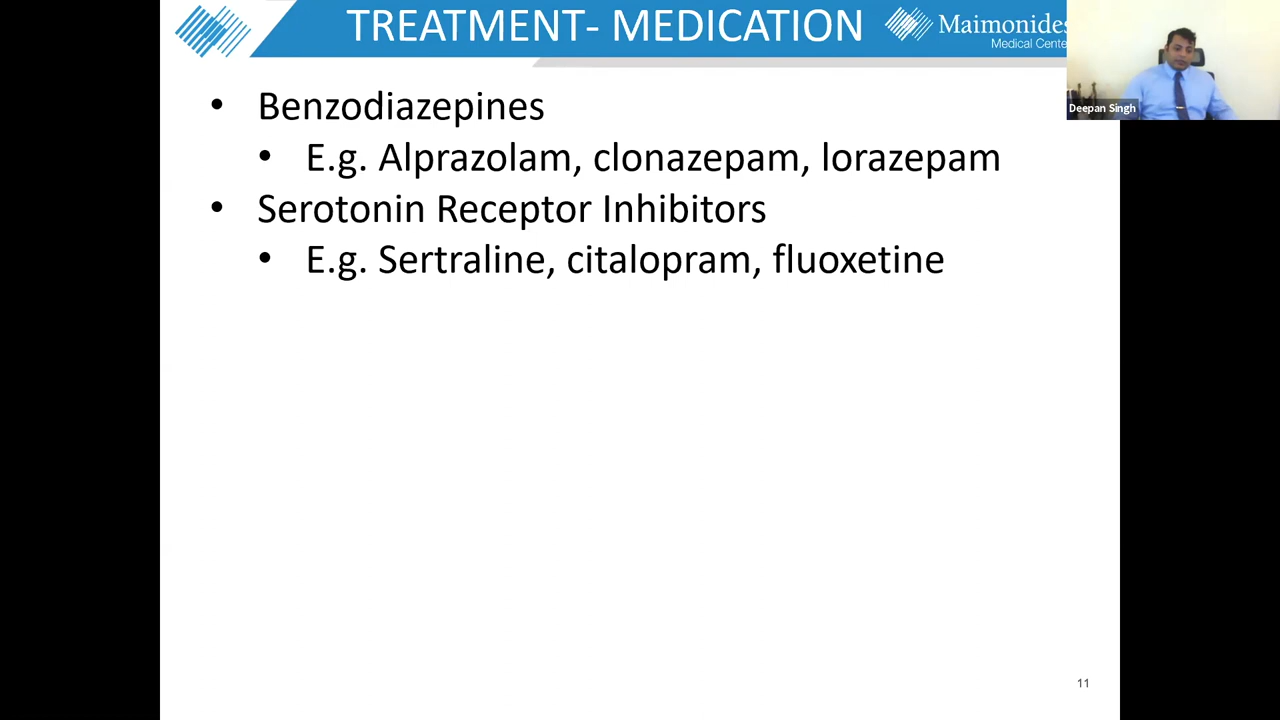 TREATMENT- MEDICATION
Maimonides
Medical Cente
Deepan Singh
• Benzodiazepines
• E.g. Alprazolam, clonazepam, lorazepam
• Serotonin Receptor Inhibitors
• E.g. Sertraline, citalopram, fluoxetine
11